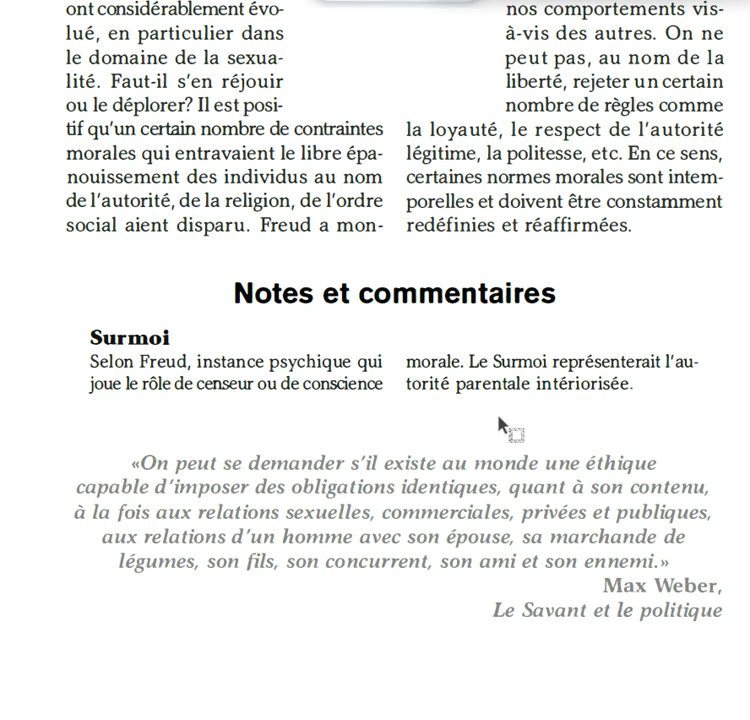 ont considérablement évo-
lué, en particulier dans
le domaine de la sexua-
lité. Faut-il s'en réjouir
ou le déplorer? Il est posi-
tif qu'un certain nombre de contraintes
morales qui entravaient le libre épa-
nouissement des individus au nom
de l'autorité, de la religion, de l'ordre
social aient disparu. Freud a mon-
nos comportements vis-
à-vis des autres. On ne
peut pas, au nom de la
liberté, rejeter un certain
nombre de règles comme
la loyauté, le respect de l'autorité
légitime, la politesse, etc. En ce sens,
certaines normes morales sont intem-
porelles et doivent être constamment
redéfinies et réaffirmées.
Notes et commentaires
Surmoi
Selon Freud, instance psychique qui
joue le rôle de censeur ou de conscience
morale. Le Surmoi représenterait l'au-
torité parentale intériorisée.
«On peut se demander s'il existe au monde une éthique
capable d'imposer des obligations identiques, quant à son contenu,
à la fois aux relations sexuelles, commerciales, privées et publiques,
aux relations d'un homme avec son épouse, sa marchande de
légumes, son fils, son concurrent, son ami et son ennemi.»
Max Weber,
Le Savant et le politique